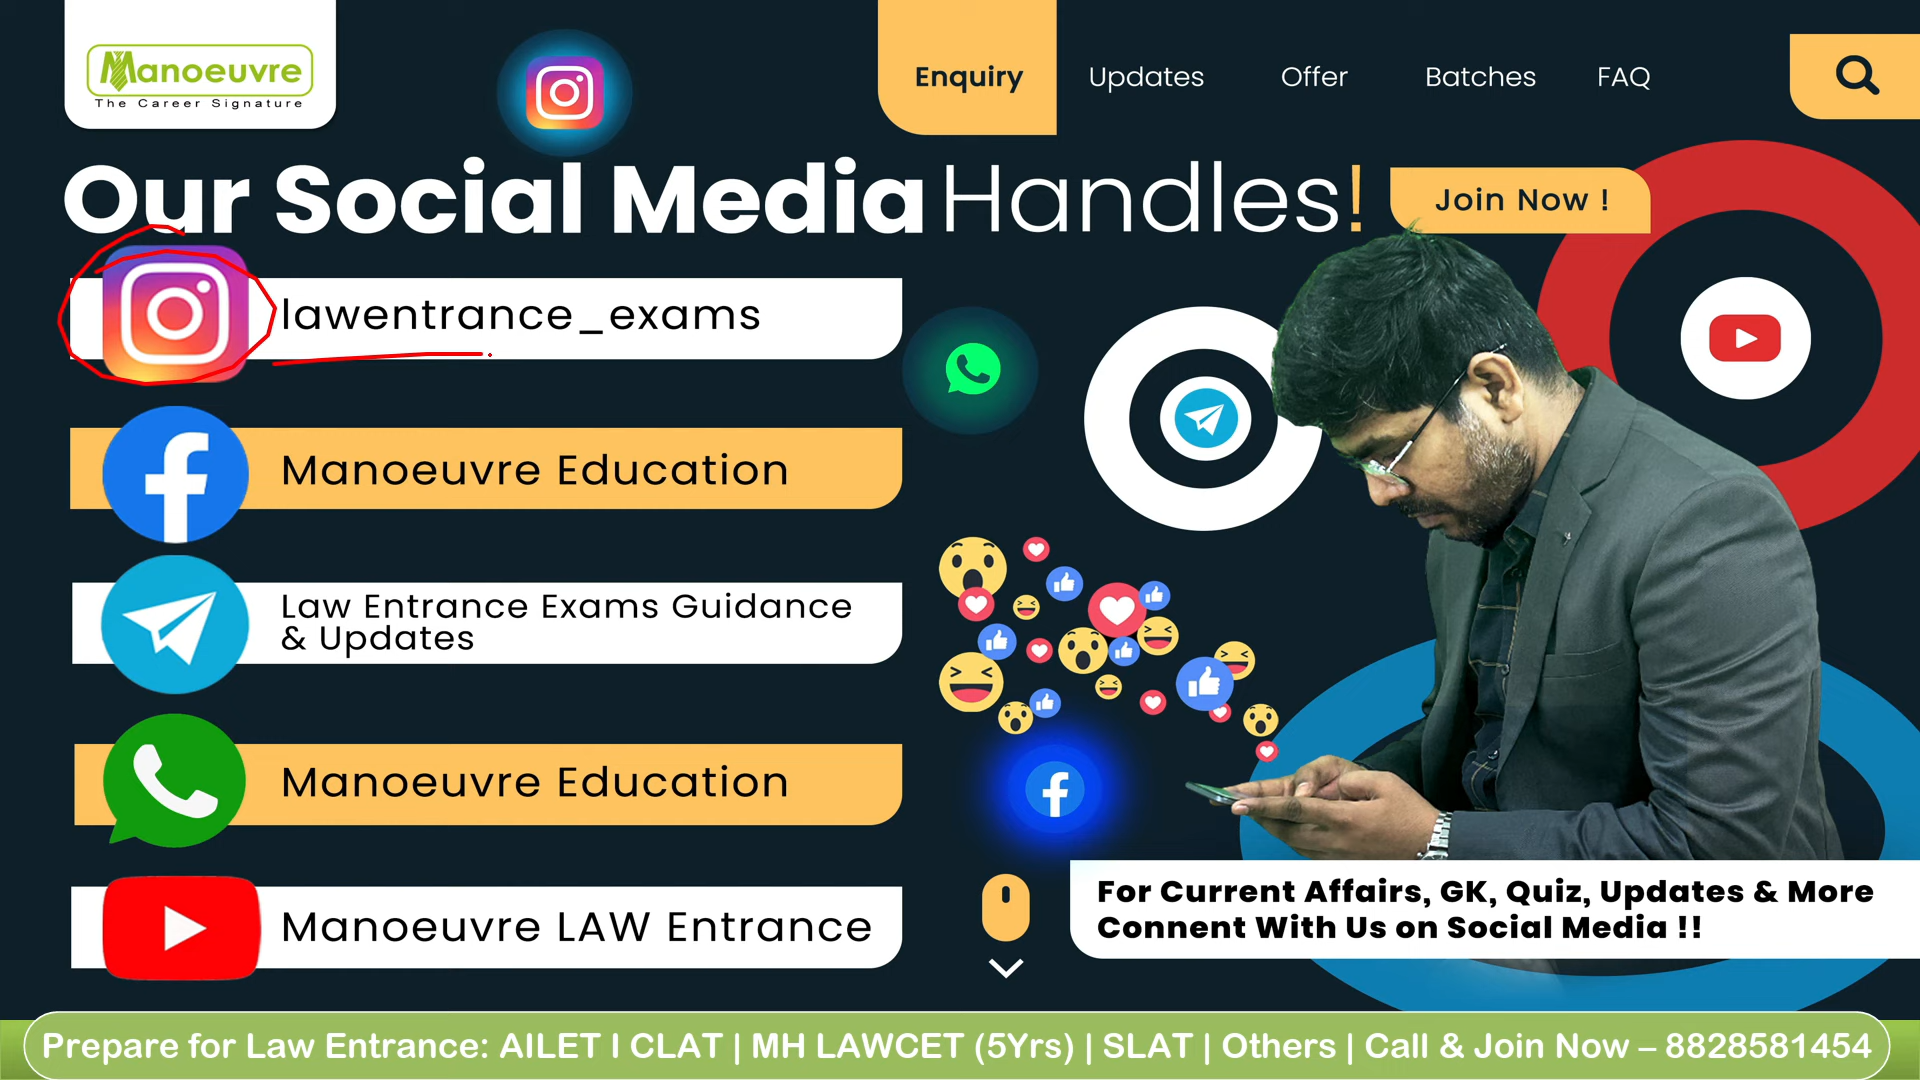 Manoeuvre
The Career Signature
Enquiry
Updates
Offer
Batches
FAQ
Our Social Media Handles!
Join Now !
lawentrance_exams
Manoeuvre Education
Law Entrance Exams Guidance
& Updates
Manoeuvre Education
Manoeuvre LAW Entrance
For Current Affairs, GK, Quiz, Updates & More
Connent With Us on Social Media !!
Prepare for Law Entrance: AILET I CLAT | MH LAWCET (5Yrs) | SLAT | Others | Call & Join Now – 8828581454